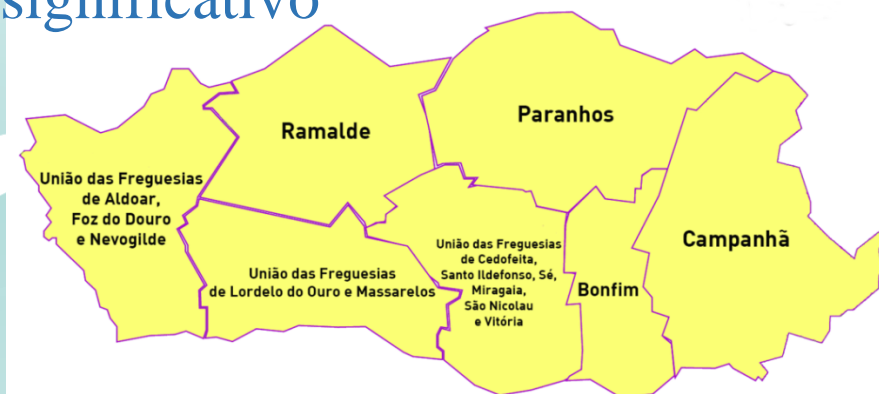 significativo
Ramalde
Paranhos
União das Freguesias
de Aldoar,
Foz do Douro
e Nevogilde
União das Freguesias
de Lordelo do Ouro e Massarelos
União das Freguesias
de Cedofeita,
Santo Ildefonso, Sé,
Miragaia,
São Nicolau
e Vitória
Bonfim
Campanhã